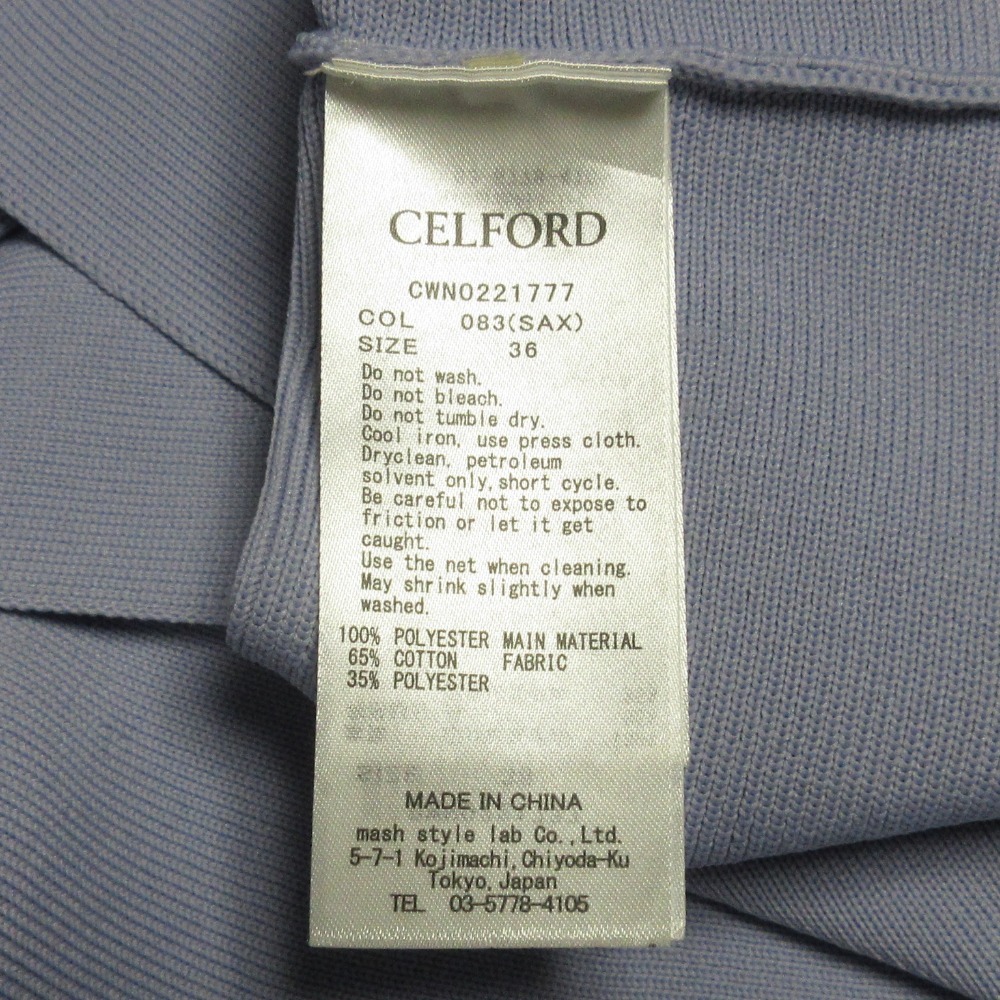 CELFORD
CWNO221777
COL 083(SAX)
SIZE 36
Do not wash.
Do not bleach.
Do not tumble dry.
Cool iron, use press cloth.
Dryclean, petroleum
solvent only,short cycle.
Be careful not to expose to
friction or let it get
caught.
Use the net when cleaning.
May shrink slightly when
washed.
100% POLYESTER MAIN MATERIAL
65% COTTON FABRIC
35% POLYESTER
MADE IN CHINA
mash style lab Co.,Ltd.
5-7-1 Kojimachi,Chiyoda-Ku
Tokyo,Japan
TEL 03-5778-4105